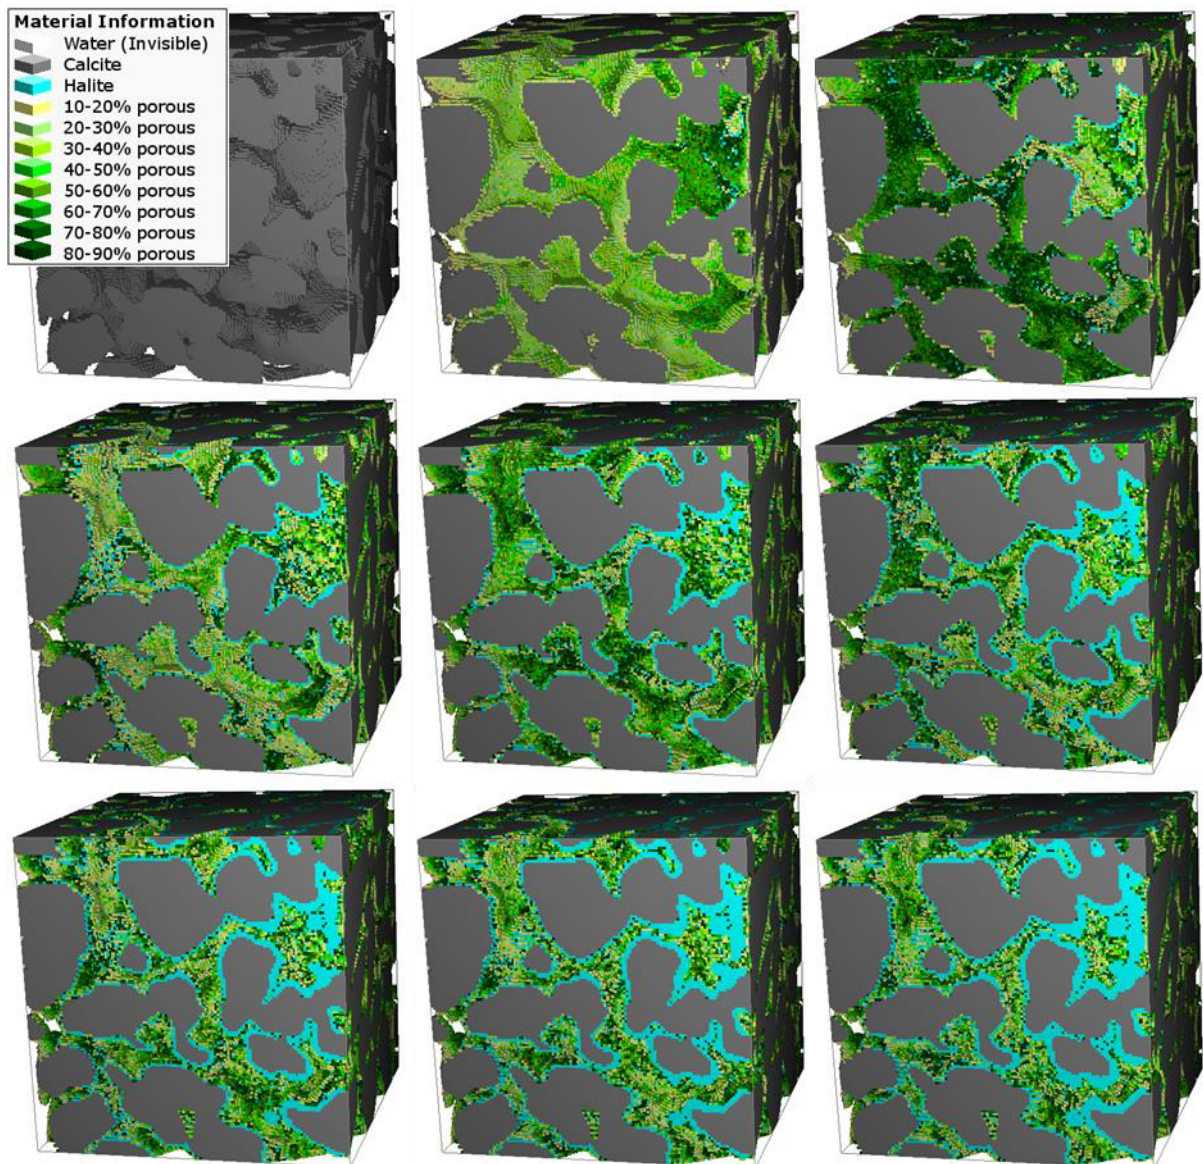 Material Information
Water (Invisible)
Calcite
Halite
10-20% porous
20-30% porous
30-40% porous
40-50% porous
50-60% porous
60-70% porous
70-80% porous
80-90% porous